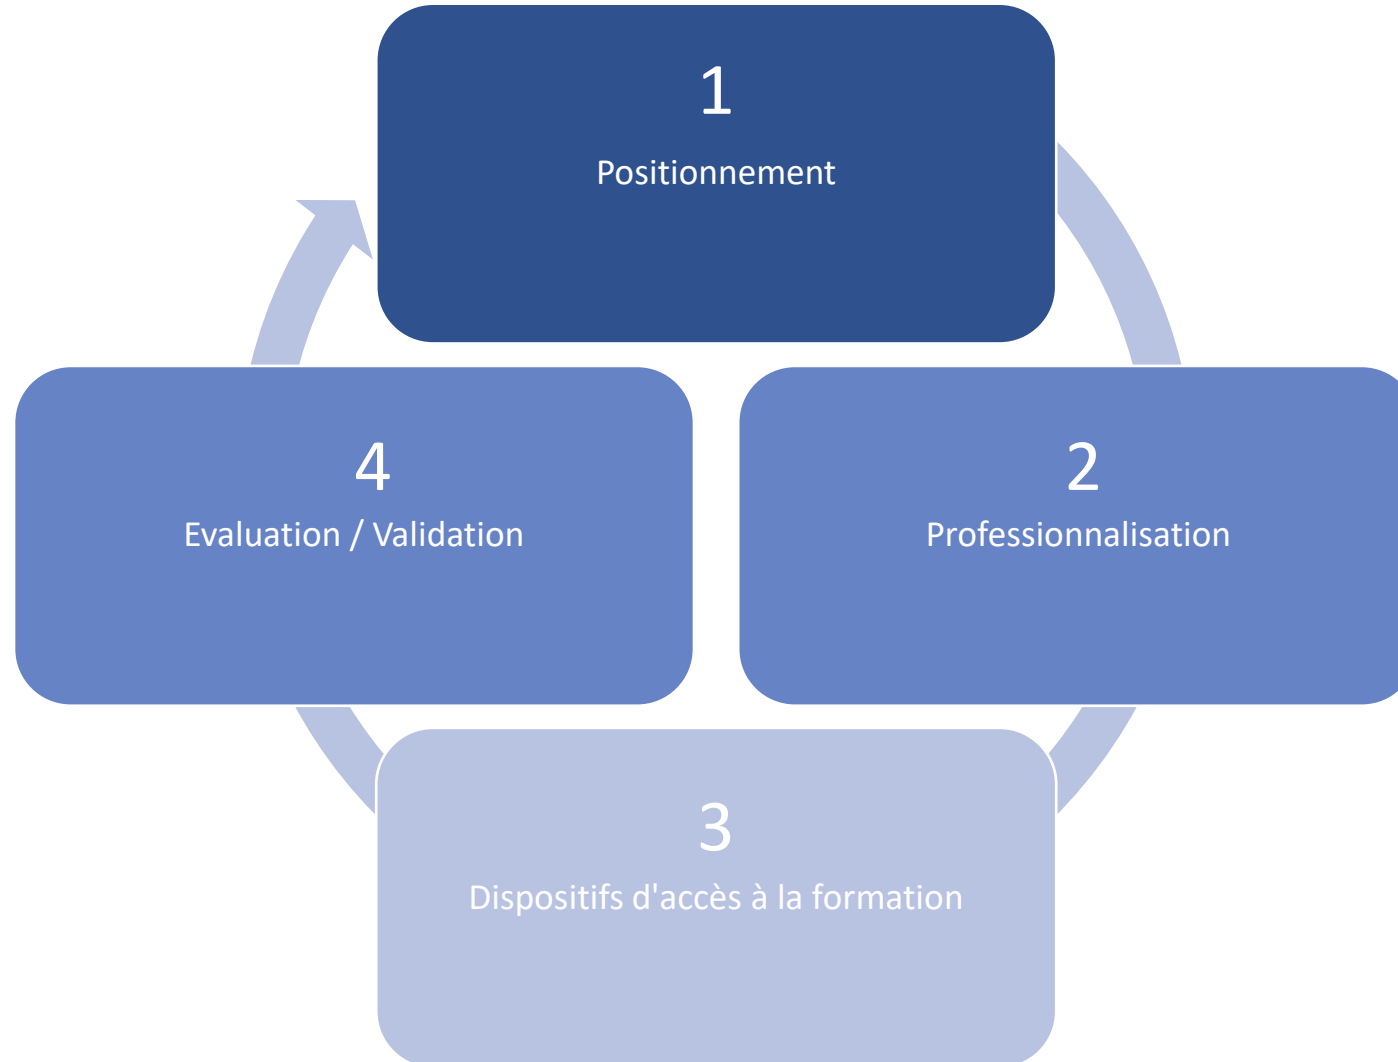 1
Positionnement
2
Professionnalisation
3
Dispositifs d'accès à la formation
4
Evaluation / Validation